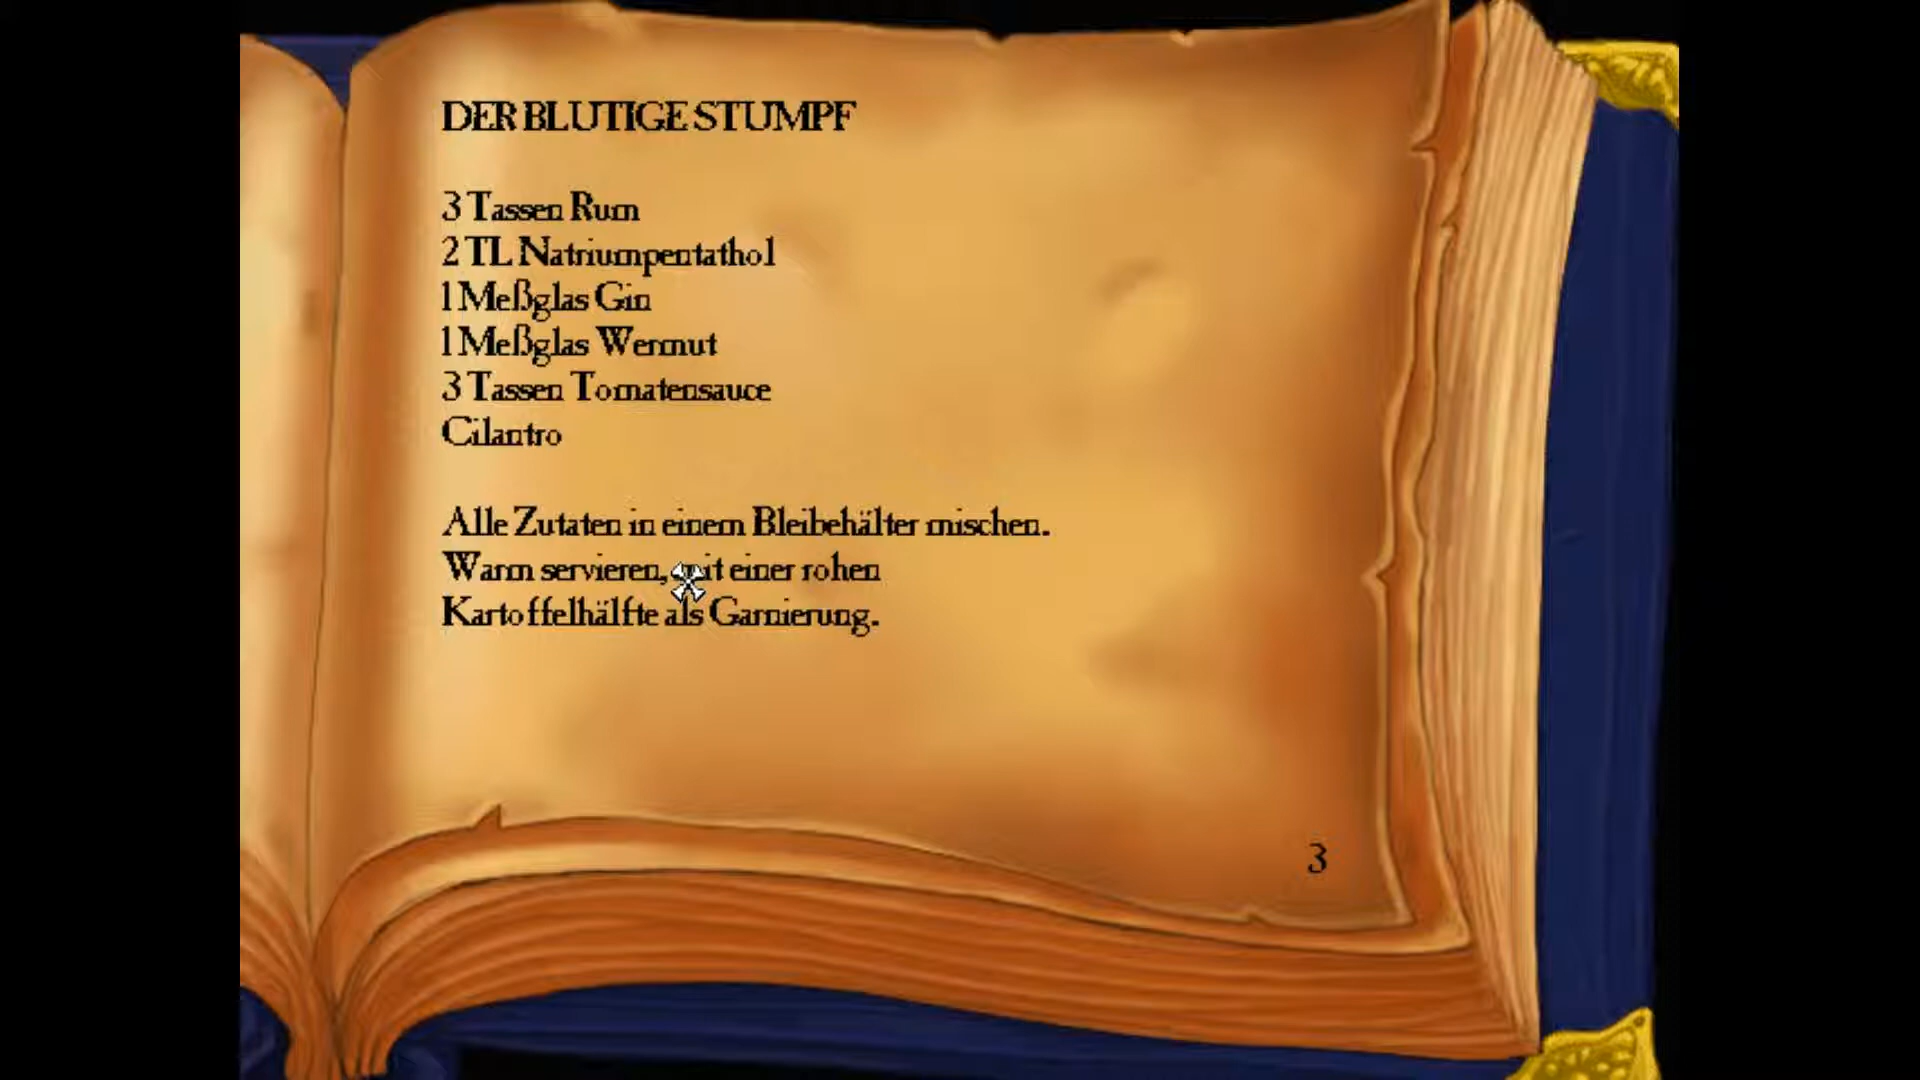 DER BLUTIGE STUMPF
3 Tassen Rum
2 TL Natriumpentathol
1 Meßglas Gin
1 Meßglas Wermut
3 Tassen Tomatensauce
Cilantro
Alle Zutaten in einem Bleibehälter mischen.
Warm servieren, mit einer rohen
Kartoffelhälfte als Garnierung.
3